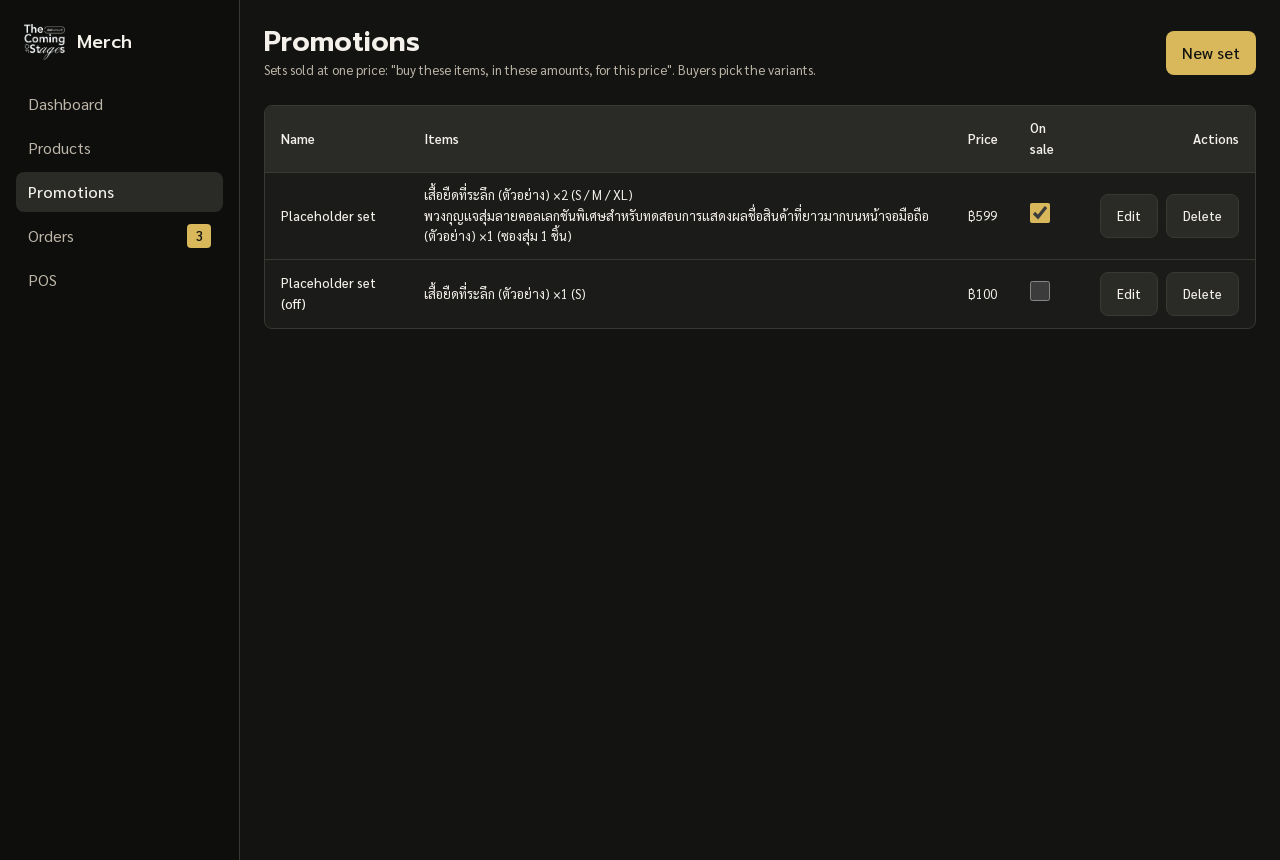 The
Coming
Stages
Merch
Dashboard
Products
Promotions
Orders
3
POS
Promotions
Sets sold at one price: "buy these items, in these amounts, for this price". Buyers pick the variants.
New set
Name
Items
Price
On
sale
Actions
Placeholder set
เสื้อยืดที่ระลึก (ตัวอย่าง) ×2 (S / M / XL)
พวงกุญแจสุ่มลายคอลเลกชันพิเศษสำหรับทดสอบการแสดงผลชื่อสินค้าที่ยาวมากบนหน้าจอมือถือ
(ตัวอย่าง) ×1 (ซองสุ่ม 1 ชิ้น)
฿599
Edit
Delete
Placeholder set
(off)
เสื้อยืดที่ระลึก (ตัวอย่าง) ×1 (S)
฿100
Edit
Delete